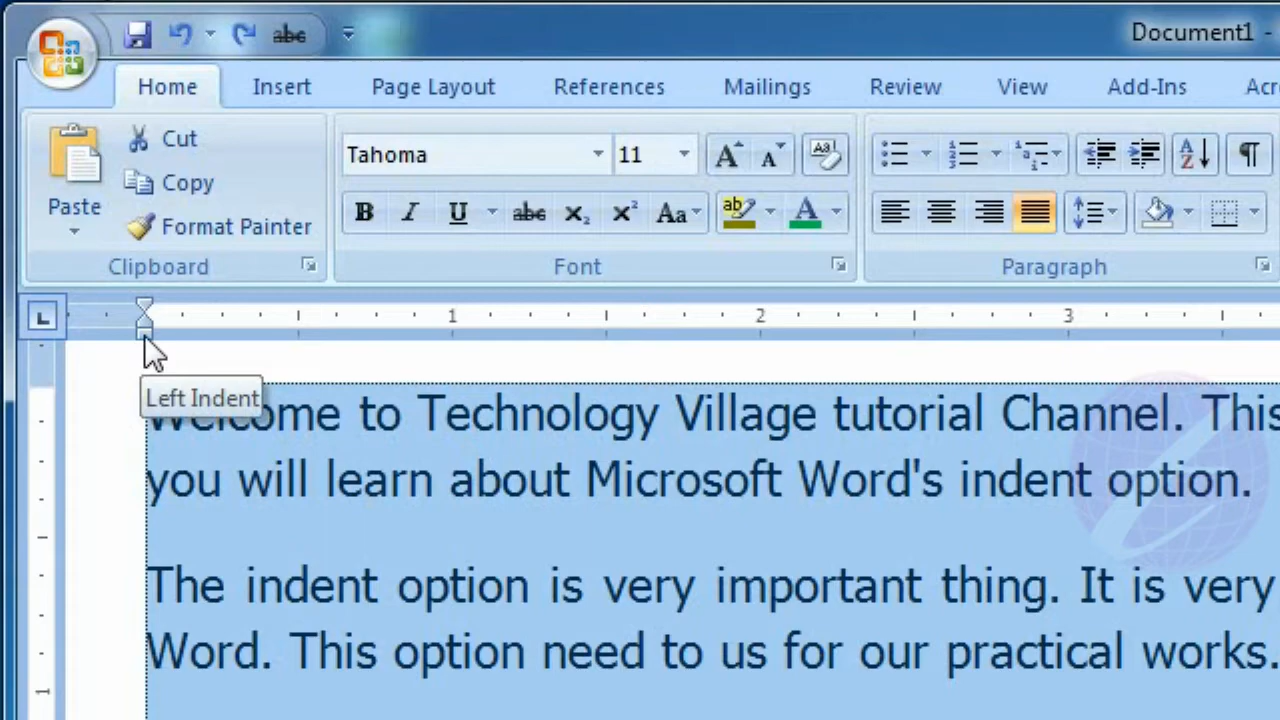 Document1 -
Home Insert Page Layout References Mailings Review View Add-Ins
Paste
Cut
Copy
Format Painter
Clipboard
Tahoma 11
B I U abc X₂ X² Aa ab A
Font
Paragraph
L 1 2 3
Left Indent
Welcome to Technology Village tutorial Channel. This
you will learn about Microsoft Word's indent option.
The indent option is very important thing. It is very
Word. This option need to us for our practical works.
1